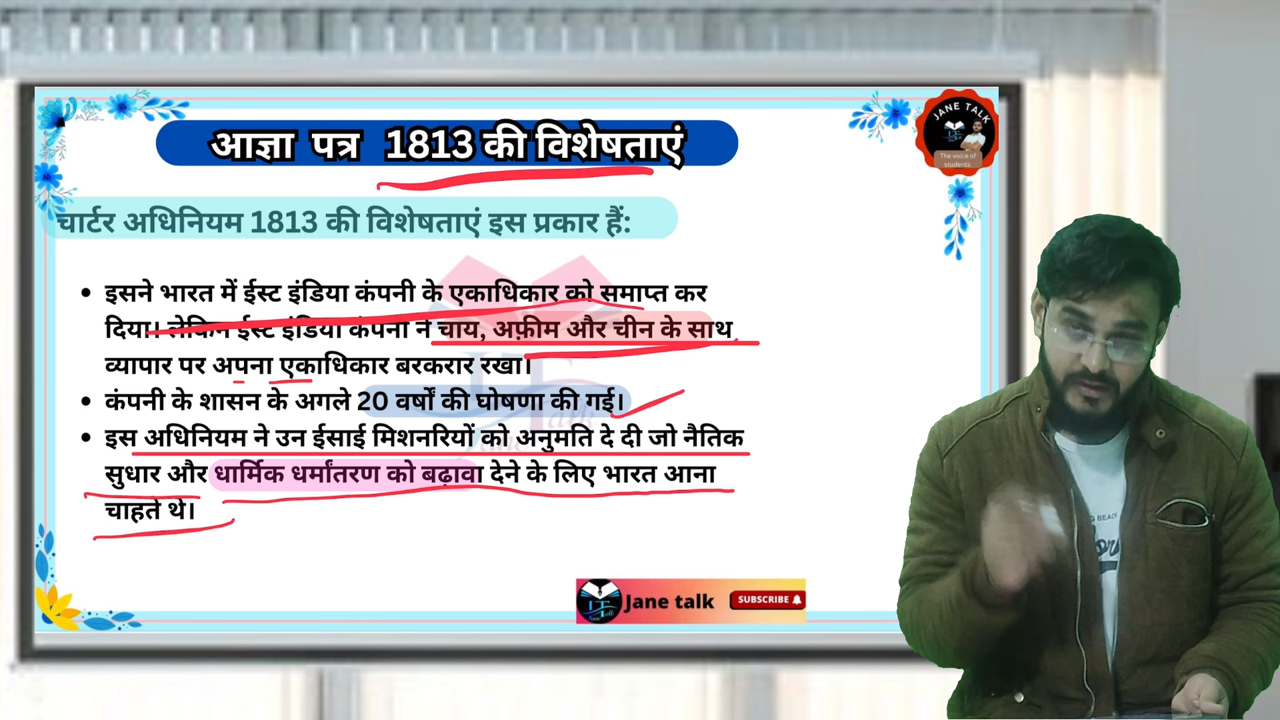 आज्ञा पत्र 1813 की विशेषताएं
JANE TALK
The voice of
students
चार्टर अधिनियम 1813 की विशेषताएं इस प्रकार हैं:
• इसने भारत में ईस्ट इंडिया कंपनी के एकाधिकार को समाप्त कर
दिया। लेकिन ईस्ट इंडिया कंपनी ने चाय, अफ़ीम और चीन के साथ
व्यापार पर अपना एकाधिकार बरकरार रखा।
• कंपनी के शासन के अगले 20 वर्षों की घोषणा की गई।
• इस अधिनियम ने उन ईसाई मिशनरियों को अनुमति दे दी जो नैतिक
सुधार और धार्मिक धर्मांतरण को बढ़ावा देने के लिए भारत आना
चाहते थे।
Jane talk
SUBSCRIBE